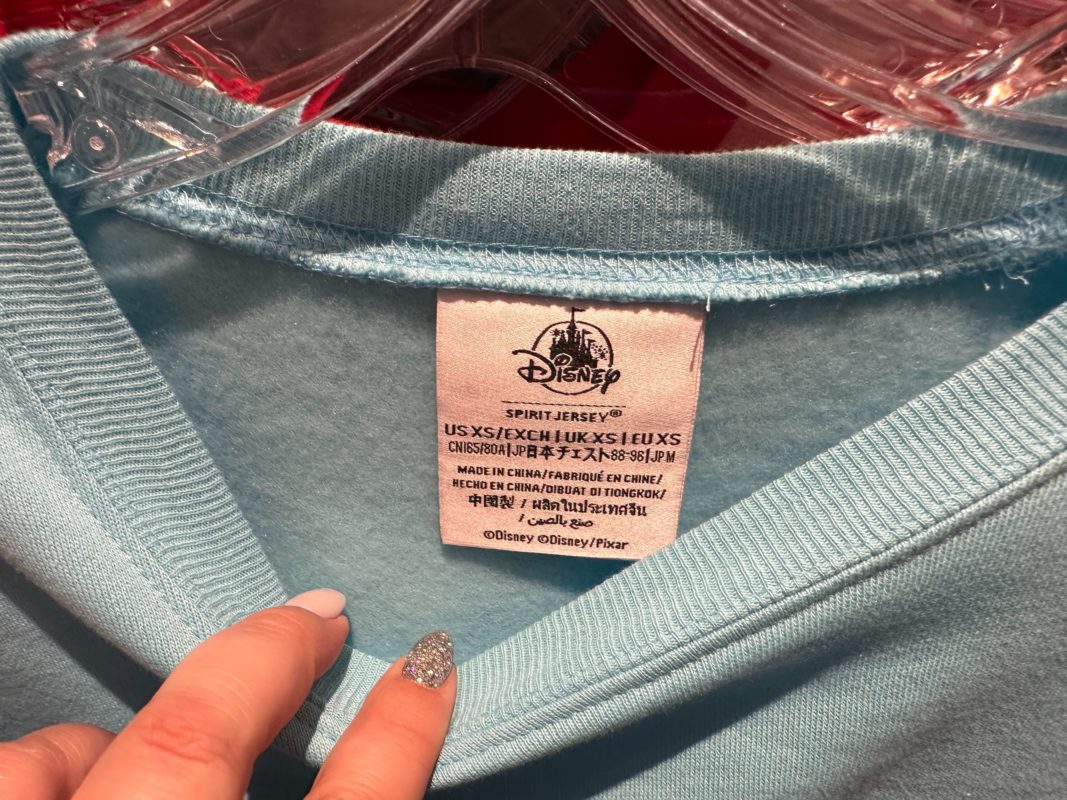 Disney
SPIRIT JERSEY®
US XS/EXCH | UK XS | EU XS
CN165/80A|JP日本チェスト88-96|JP M
MADE IN CHINA/FABRIQUÉ EN CHINE/
HECHO EN CHINA/DIBUAT DI TIONGKOK/
中國製 / ผลิตในประเทศจีน
/ صنع بالصين
©Disney ©Disney/Pixar